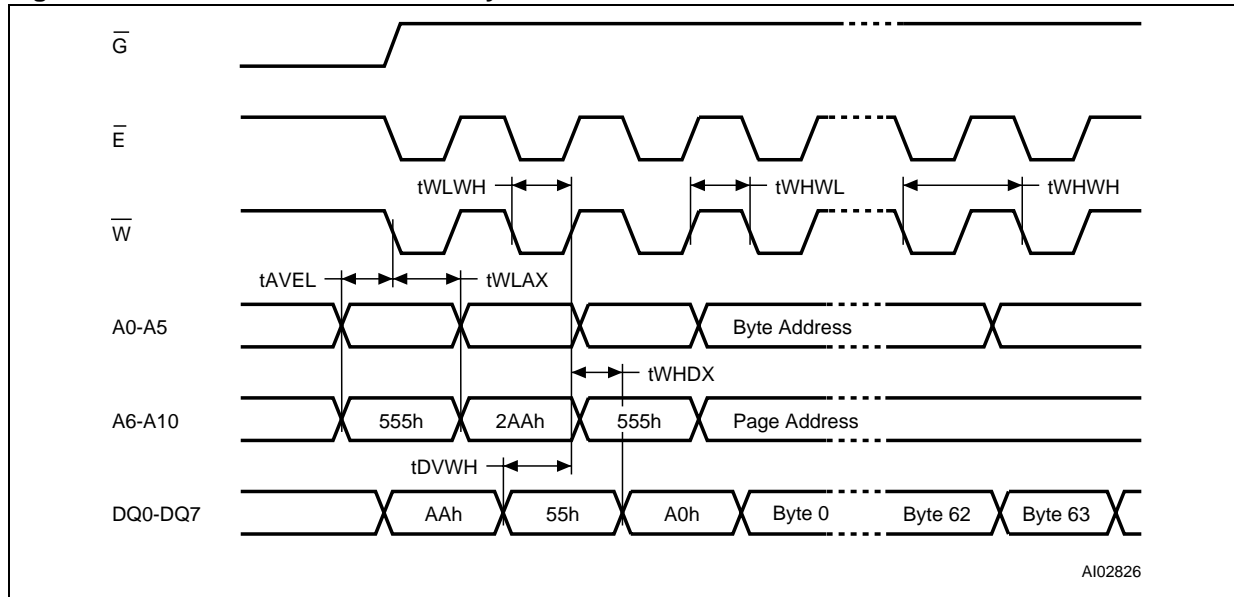 G
E
tWLWH
tWHWL
tWHWH
W
tAVEL
tWLAX
A0-A5
Byte Address
tWHDX
A6-A10
555h
2AAh
555h
Page Address
tDVWH
DQ0-DQ7
AAh
55h
A0h
Byte 0
Byte 62
Byte 63
AI02826